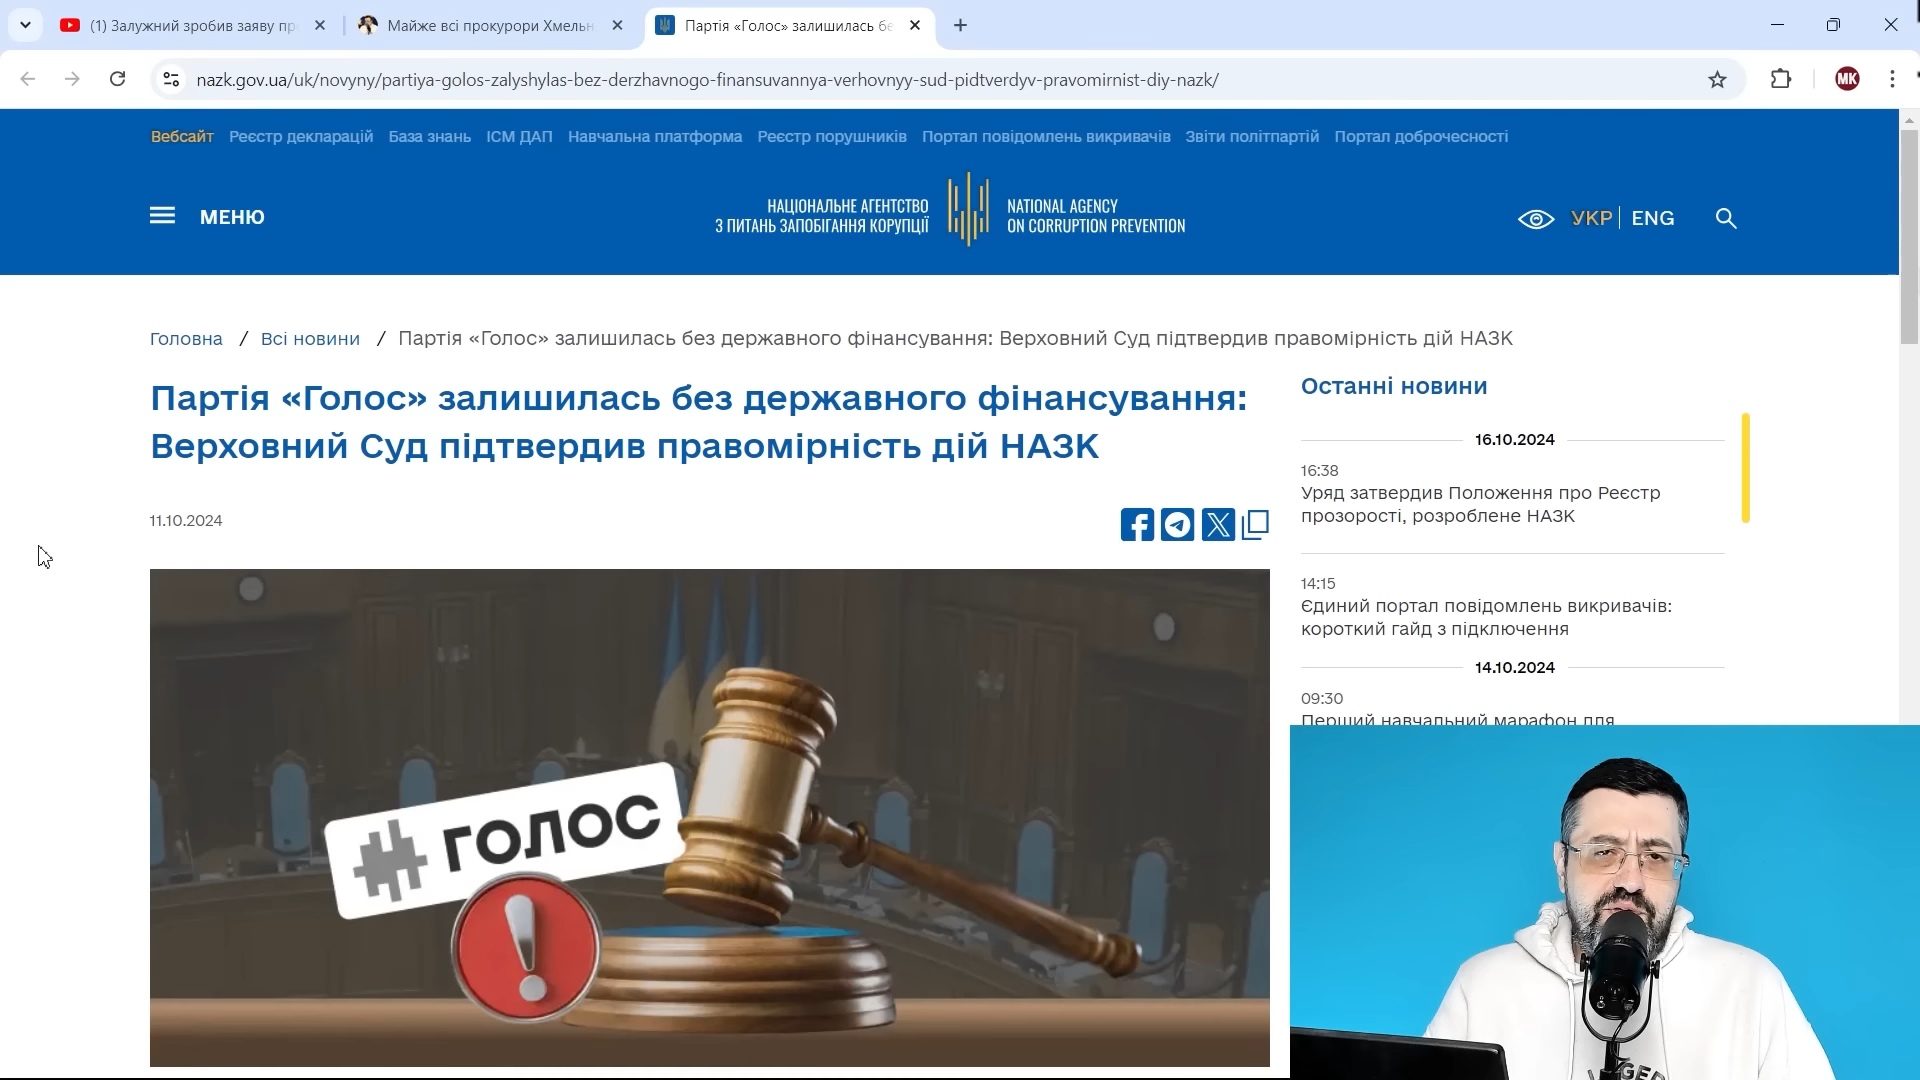 (1) Залужний зробив заяву пр
Майже всі прокурори Хмельн
Партія «Голос» залишилась бе
nazk.gov.ua/uk/novyny/partiya-golos-zalyshylas-bez-derzhavnogo-finansuvannya-verhovnyy-sud-pidtverdyv-pravomirnist-diy-nazk/
MK
Вебсайт Реєстр декларацій База знань ІСМ ДАП Навчальна платформа Реєстр порушників Портал повідомлень викривачів Звіти політпартій Портал доброчесності
МЕНЮ
НАЦІОНАЛЬНЕ АГЕНТСТВО
З ПИТАНЬ ЗАПОБІГАННЯ КОРУПЦІЇ
NATIONAL AGENCY
ON CORRUPTION PREVENTION
УКР | ENG
Головна / Всі новини / Партія «Голос» залишилась без державного фінансування: Верховний Суд підтвердив правомірність дій НАЗК
Партія «Голос» залишилась без державного фінансування:
Верховний Суд підтвердив правомірність дій НАЗК
11.10.2024
# ГОЛОС
!
Останні новини
16.10.2024
16:38
Уряд затвердив Положення про Реєстр
прозорості, розроблене НАЗК
14:15
Єдиний портал повідомлень викривачів:
короткий гайд з підключення
14.10.2024
09:30
Перший навчальний марафон для